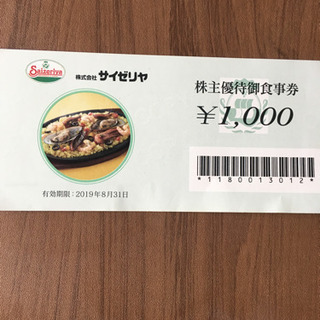 Saizeriya
株式会社 サイゼリヤ
株主優待御食事券
¥1,000
有効期限:2019年8月31日
*1180013012*